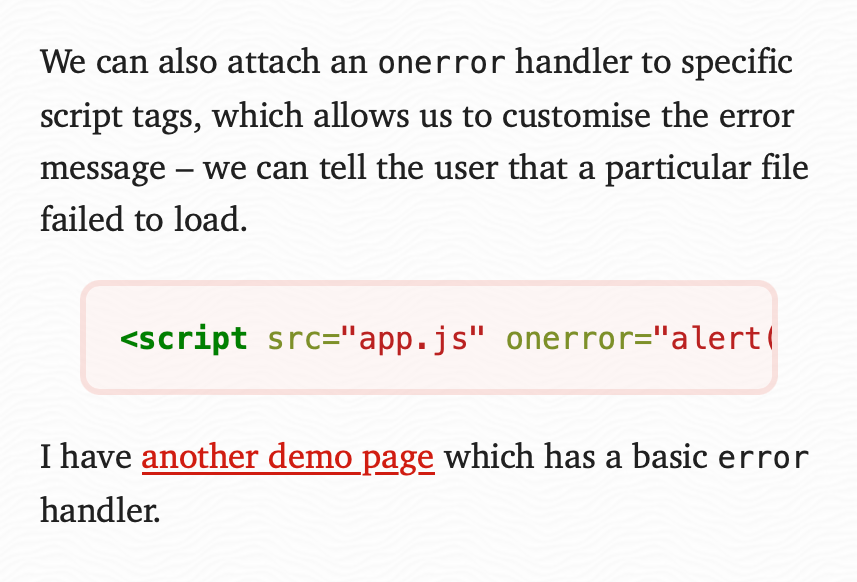 We can also attach an onerror handler to specific
script tags, which allows us to customise the error
message – we can tell the user that a particular file
failed to load.
<script src="app.js" onerror="alert(
I have another demo page which has a basic error
handler.